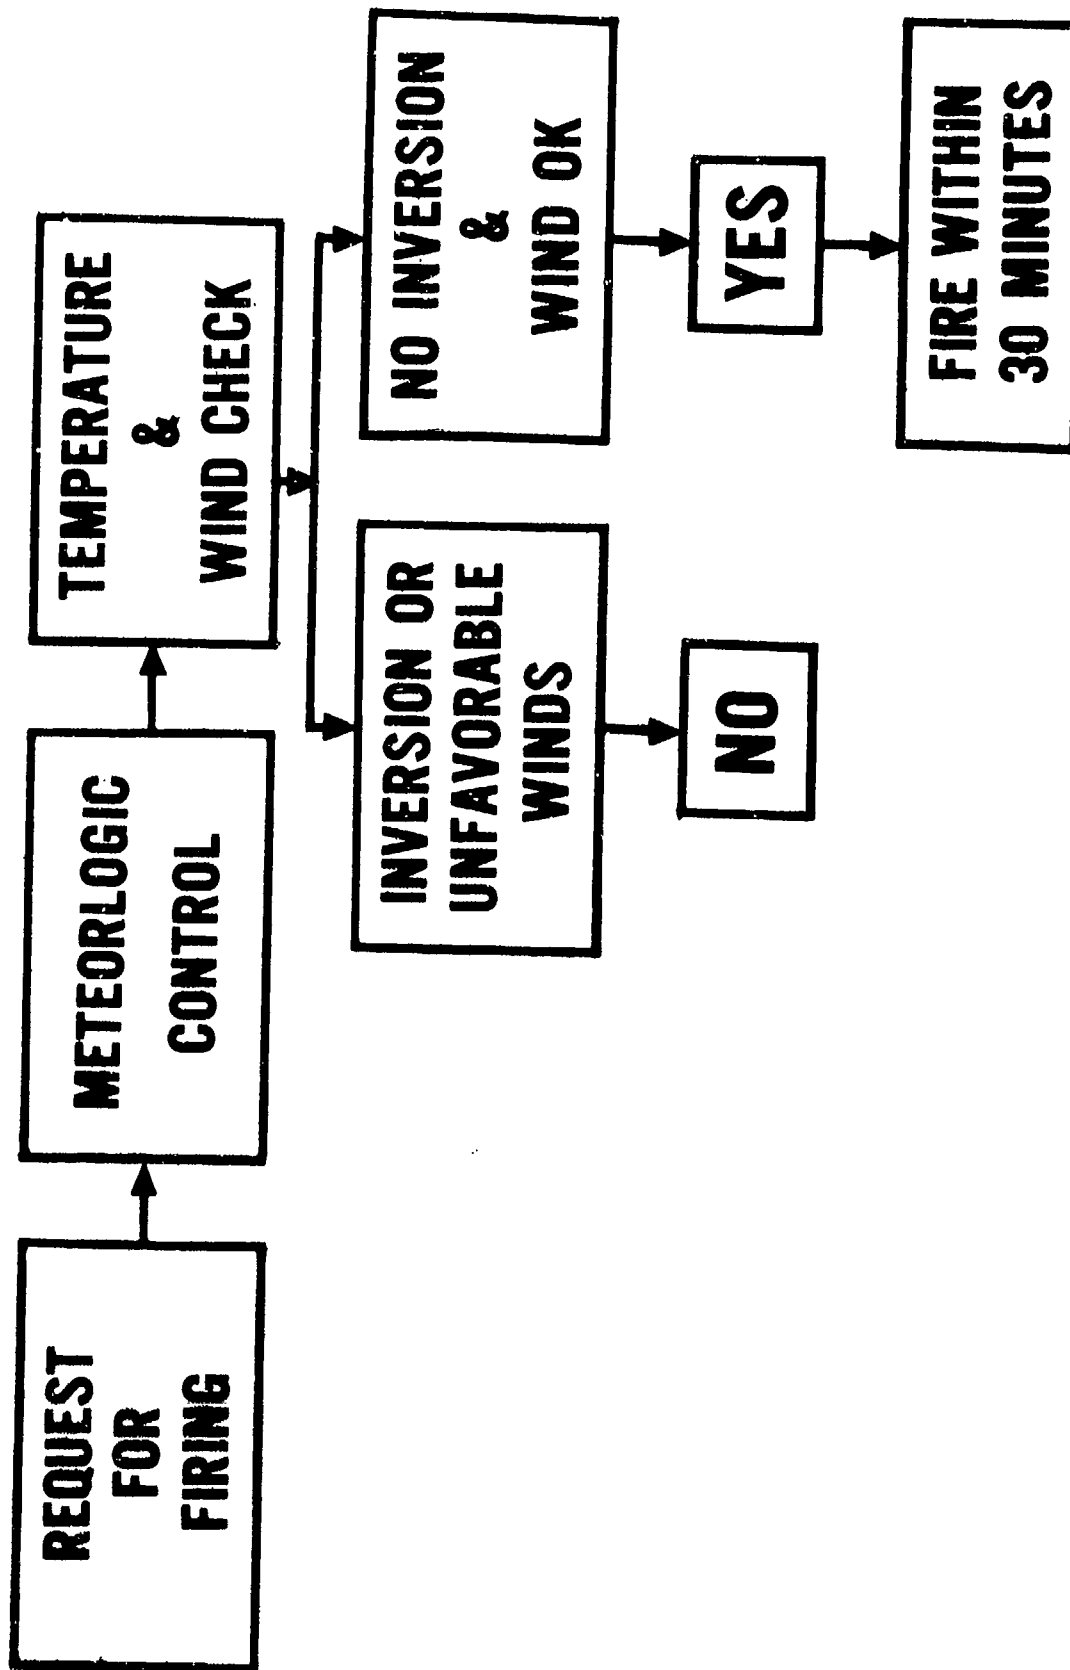 REQUEST
FOR
FIRING
METEORLOGIC
CONTROL
TEMPERATURE
&
WIND CHECK
INVERSION OR
UNFAVORABLE
WINDS
NO
NO INVERSION
&
WIND OK
YES
FIRE WITHIN
30 MINUTES